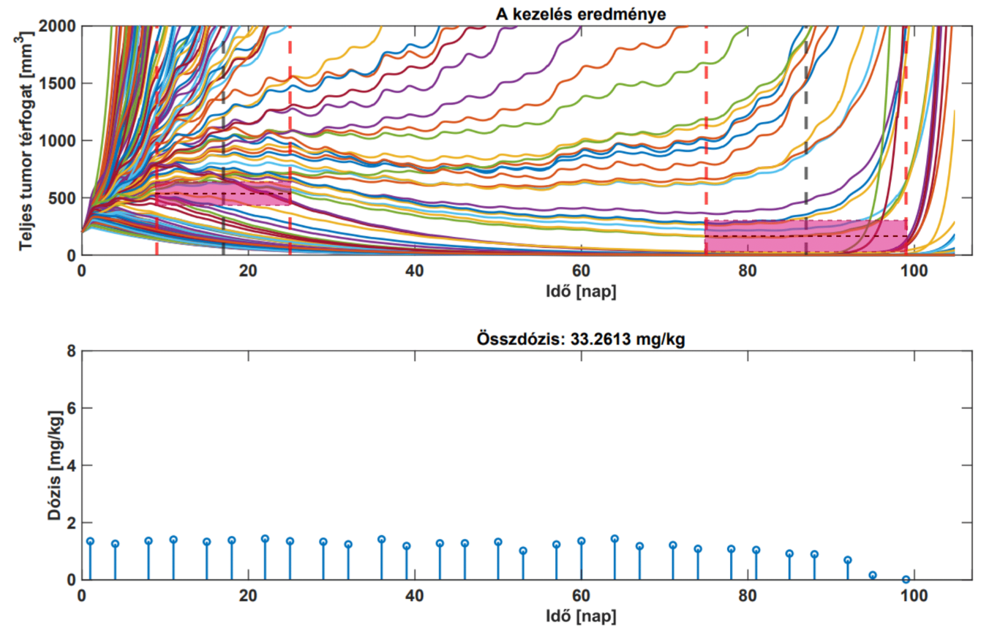 A kezelés eredménye
Teljes tumor térfogat [mm³]
2000
1500
1000
500
0
0 20 40 60 80 100
Idő [nap]
Összdózis: 33.2613 mg/kg
Dózis [mg/kg]
8
6
4
2
0
0 20 40 60 80 100
Idő [nap]